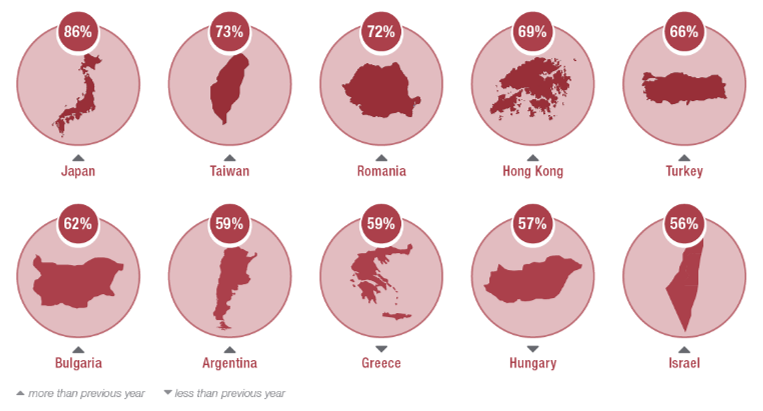 86% 73% 72% 69% 66%
Japan Taiwan Romania Hong Kong Turkey
62% 59% 59% 57% 56%
Bulgaria Argentina Greece Hungary Israel
more than previous year less than previous year